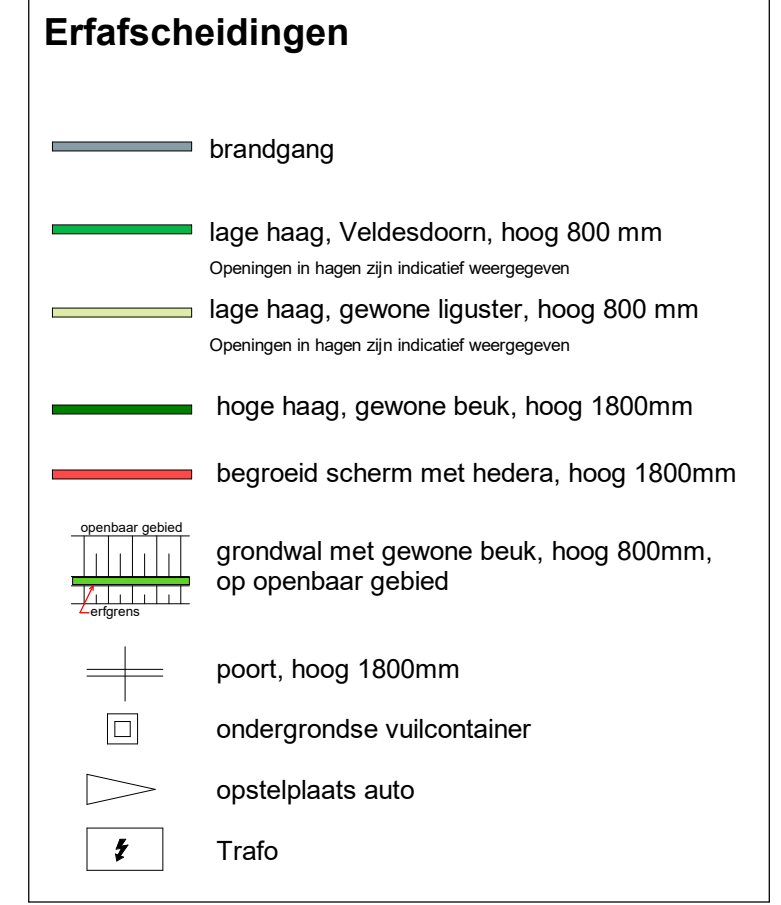 Erfafscheidingen
brandgang
lage haag, Veldesdoorn, hoog 800 mm
Openingen in hagen zijn indicatief weergegeven
lage haag, gewone liguster, hoog 800 mm
Openingen in hagen zijn indicatief weergegeven
hoge haag, gewone beuk, hoog 1800mm
begroeid scherm met hedera, hoog 1800mm
openbaar gebied
erfgrens
grondwal met gewone beuk, hoog 800mm,
op openbaar gebied
poort, hoog 1800mm
ondergrondse vuilcontainer
opstelplaats auto
Trafo